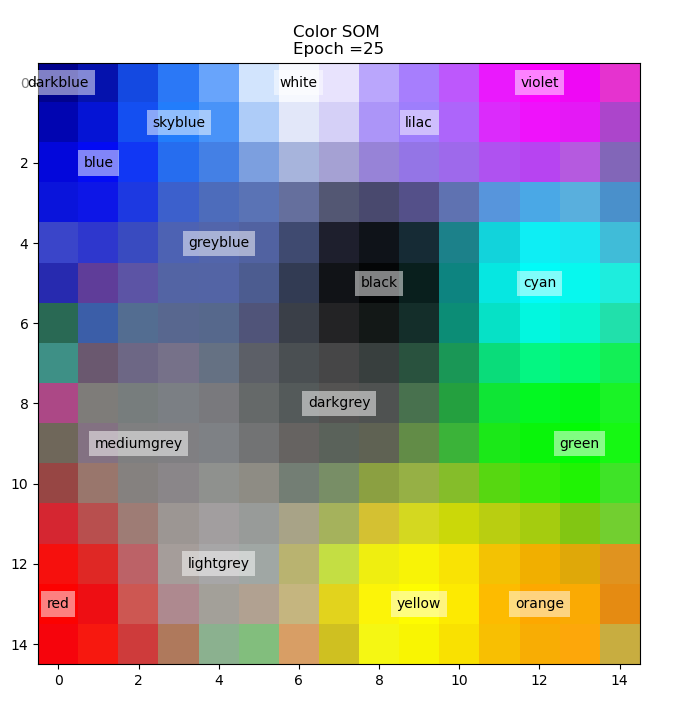 Color SOM
Epoch =25
0
darkblue
white
violet
skyblue
lilac
2
blue
4
greyblue
black
cyan
6
8
darkgrey
mediumgrey
green
10
12
lightgrey
red
yellow
orange
14
0 2 4 6 8 10 12 14